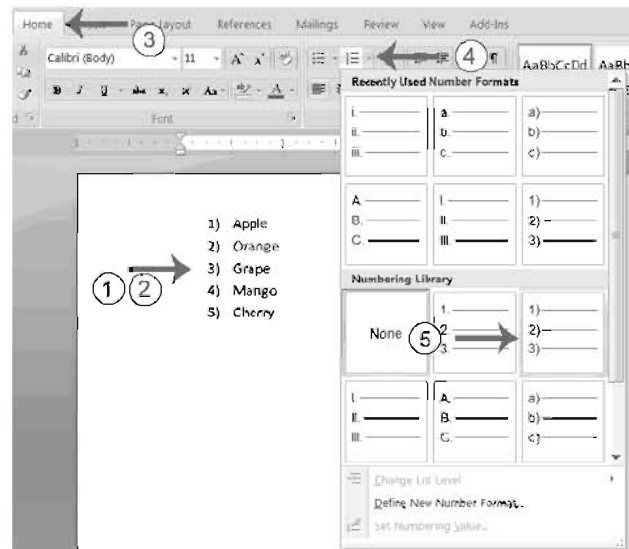 Home Page Layout References Mailings Review View Add-Ins
3
Calibri (Body) 11 A A
4
B I U abc x, x Aa A
AaBbCcDd AaBb
Font
Recently Used Number Formats
i. a. a)
ii. b. b)
iii. c. c)
A. I. 1)
B. II. 2)
C. III. 3)
1) Apple
2) Orange
3) Grape
4) Mango
5) Cherry
1 2
Numbering Library
None
1. 1)
2. 2)
3. 3)
5
I. A. a)
II. B. b)
III. C. c)
Change List Level
Define New Number Format...
Set Numbering Value...